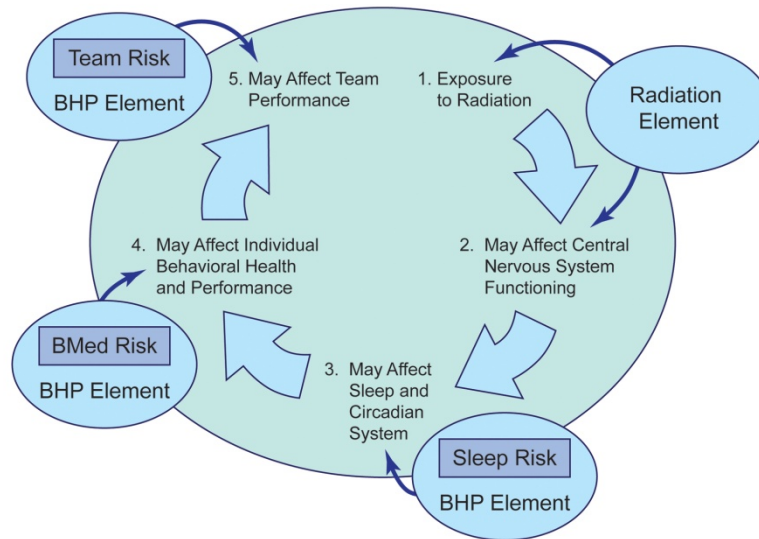 Team Risk
BHP Element
5. May Affect Team
Performance
1. Exposure
to Radiation
Radiation
Element
2. May Affect Central
Nervous System
Functioning
4. May Affect Individual
Behavioral Health
and Performance
BMed Risk
BHP Element
3. May Affect
Sleep and
Circadian
System
Sleep Risk
BHP Element